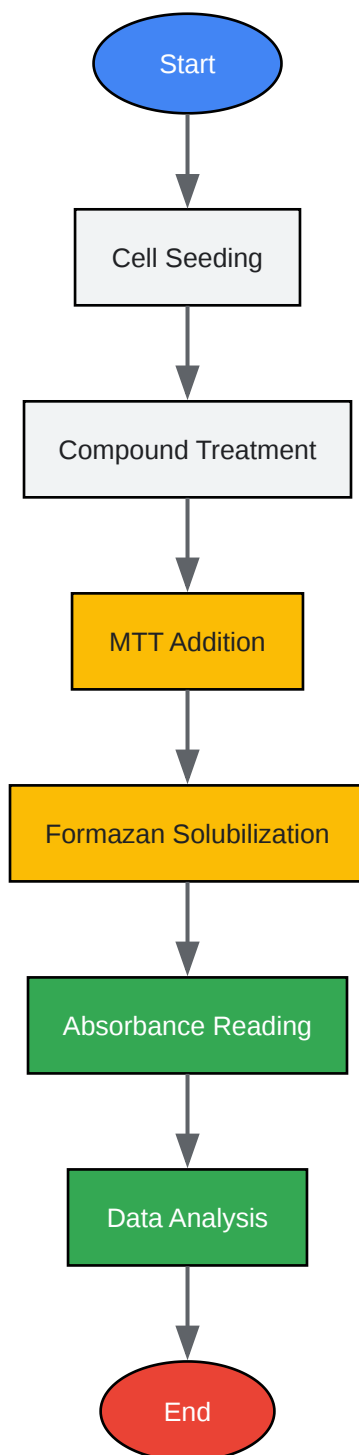 Start
Cell Seeding
Compound Treatment
MTT Addition
Formazan Solubilization
Absorbance Reading
Data Analysis
End